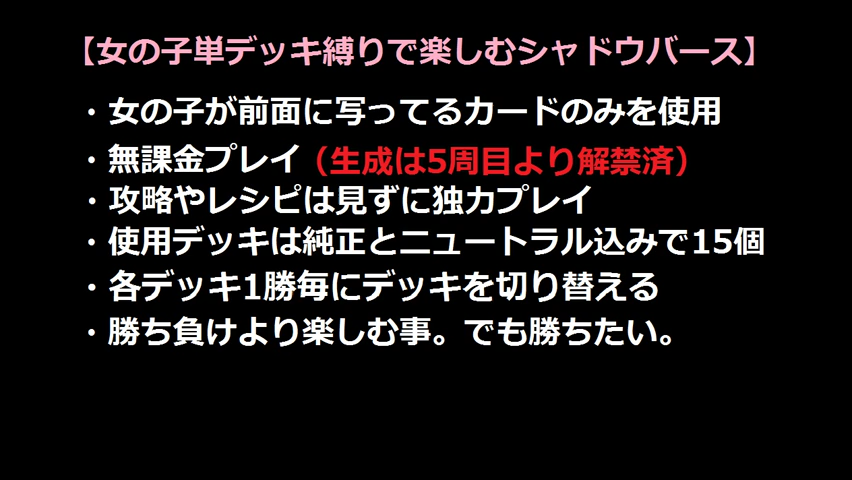 【女の子単デッキ縛りで楽しむシャドウバース】
・女の子が前面に写ってるカードのみを使用
・無課金プレイ（生成は5周目より解禁済）
・攻略やレシピは見ずに独力プレイ
・使用デッキは純正とニュートラル込みで15個
・各デッキ1勝毎にデッキを切り替える
・勝ち負けより楽しむ事。でも勝ちたい。